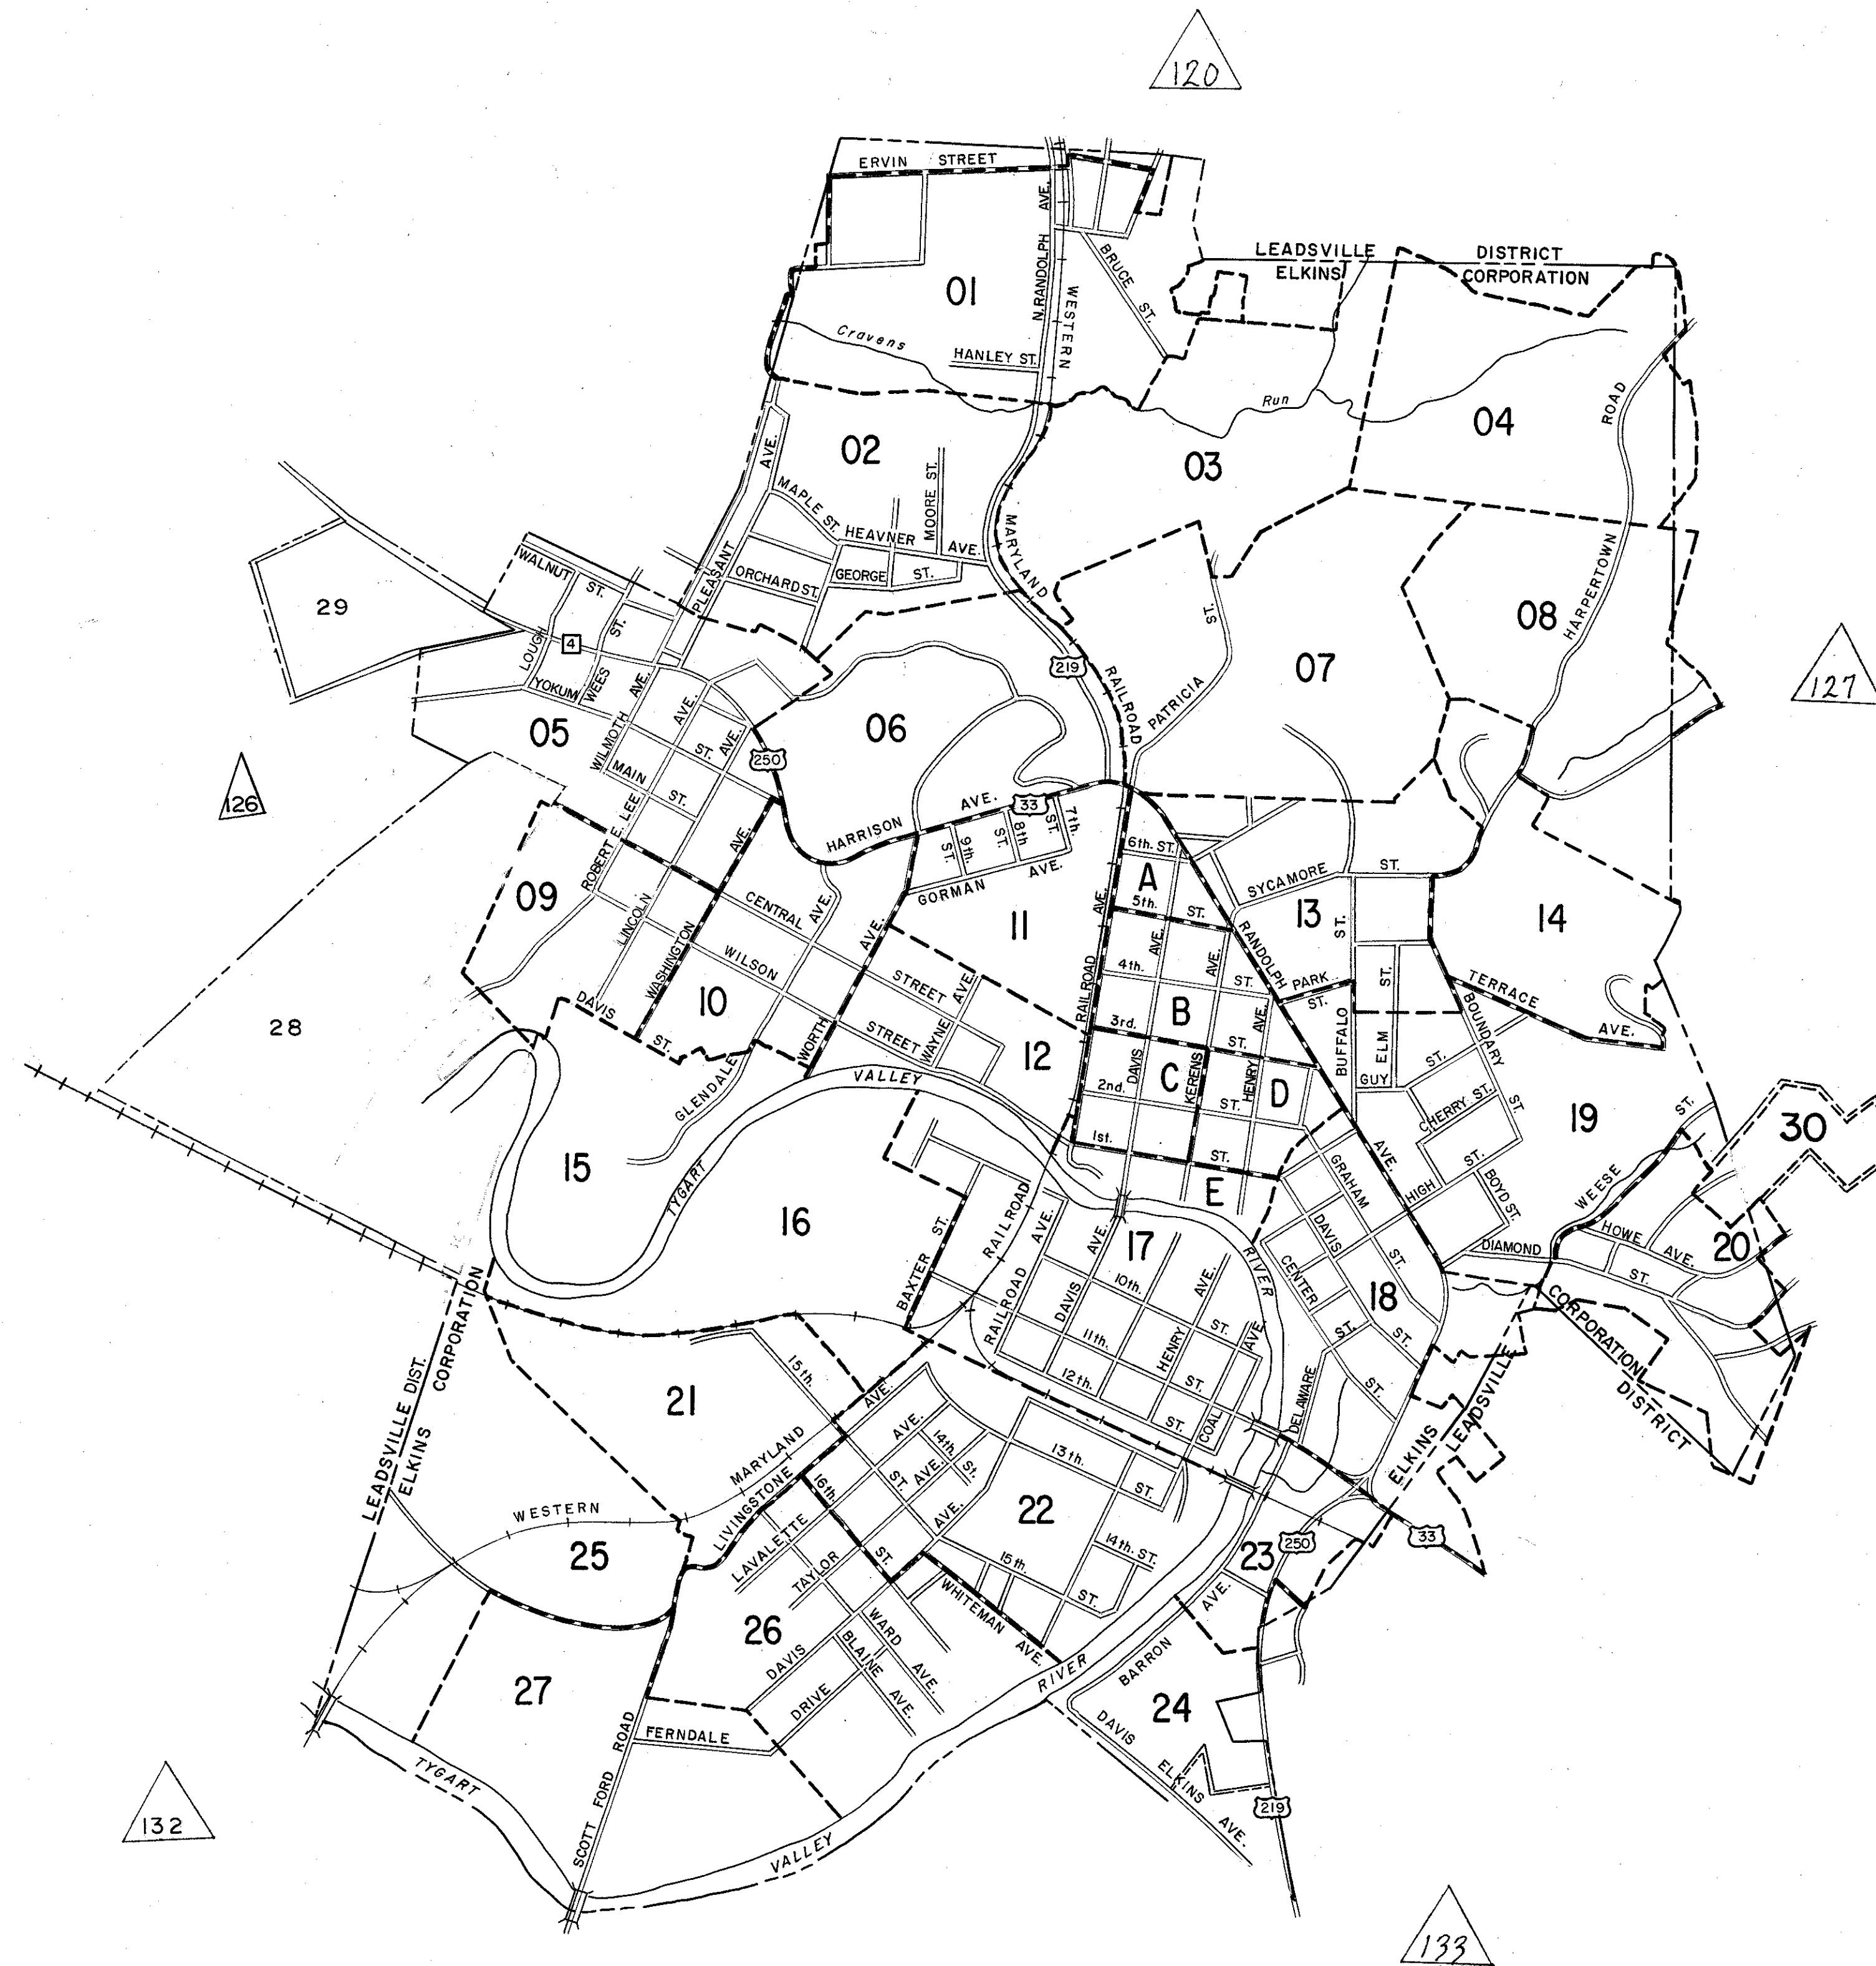 120
ERVIN STREET
N. RANDOLPH AVE.
BRUCE ST.
WESTERN
LEADSVILLE DISTRICT
ELKINS CORPORATION
01
Cravens
HANLEY ST.
Run
ROAD
04
02
03
AVE.
MAPLE ST.
HEAVNER AVE.
MOORE ST.
MARYLAND
PLEASANT
ORCHARD ST.
GEORGE ST.
WALNUT ST.
29
4
LOUGH
ST.
WEES
YOKUM ST.
AVE.
WILMOTH
AVE.
AVE.
05
06
219
RAILROAD
PATRICIA ST.
07
08
HARPERTOWN
127
126
250
MAIN ST.
ROBERT E. LEE
AVE.
HARRISON AVE.
33
7th. ST.
8th ST.
9th. ST.
GORMAN AVE.
6th. ST.
A
5th. ST.
SYCAMORE ST.
13
14
09
LINCOLN
WASHINGTON
CENTRAL
AVE.
AVE.
11
AVE.
AVE.
AVE.
RANDOLPH
ST.
4th. ST.
WILSON
STREET
AVE.
RAILROAD
PARK ST.
ST.
TERRACE AVE.
28
DAVIS ST.
10
WORTH
STREET
WAYNE
12
3rd. ST.
B
AVE.
BUFFALO
ELM
BOUNDARY ST.
GLENDALE
VALLEY
DAVIS
C
KERENS
HENRY
D
2nd. ST.
GUY ST.
CHERRY ST.
19
ST.
30
1st. ST.
E
15
TYGART
16
GRAHAM ST.
AVE.
HIGH ST.
BOYD ST.
WEESE
RAILROAD
BAXTER ST.
RAILROAD AVE.
DAVIS AVE.
17
10th. ST.
RIVER
DAVIS ST.
CENTER ST.
18
DIAMOND ST.
HOWE AVE.
20
LEADSVILLE DIST.
ELKINS CORPORATION
HENRY AVE.
11th. ST.
12th. ST.
COAL AVE.
DELAWARE
ST.
CORPORATION
DISTRICT
ELKINS
LEADSVILLE
21
15th. ST.
MARYLAND
AVE.
LIVINGSTONE
AVE.
14th. St.
AVE.
13th. ST.
WESTERN
LAVALETTE
16th. ST.
TAYLOR
AVE.
22
14th. ST.
15th. ST.
23
250
33
25
WHITEMAN AVE.
26
WARD AVE.
BLAINE AVE.
DAVIS
DRIVE
RIVER
BARRON AVE.
24
27
FERNDALE
SCOTT FORD ROAD
DAVIS ELKINS AVE.
219
TYGART
VALLEY
132
133